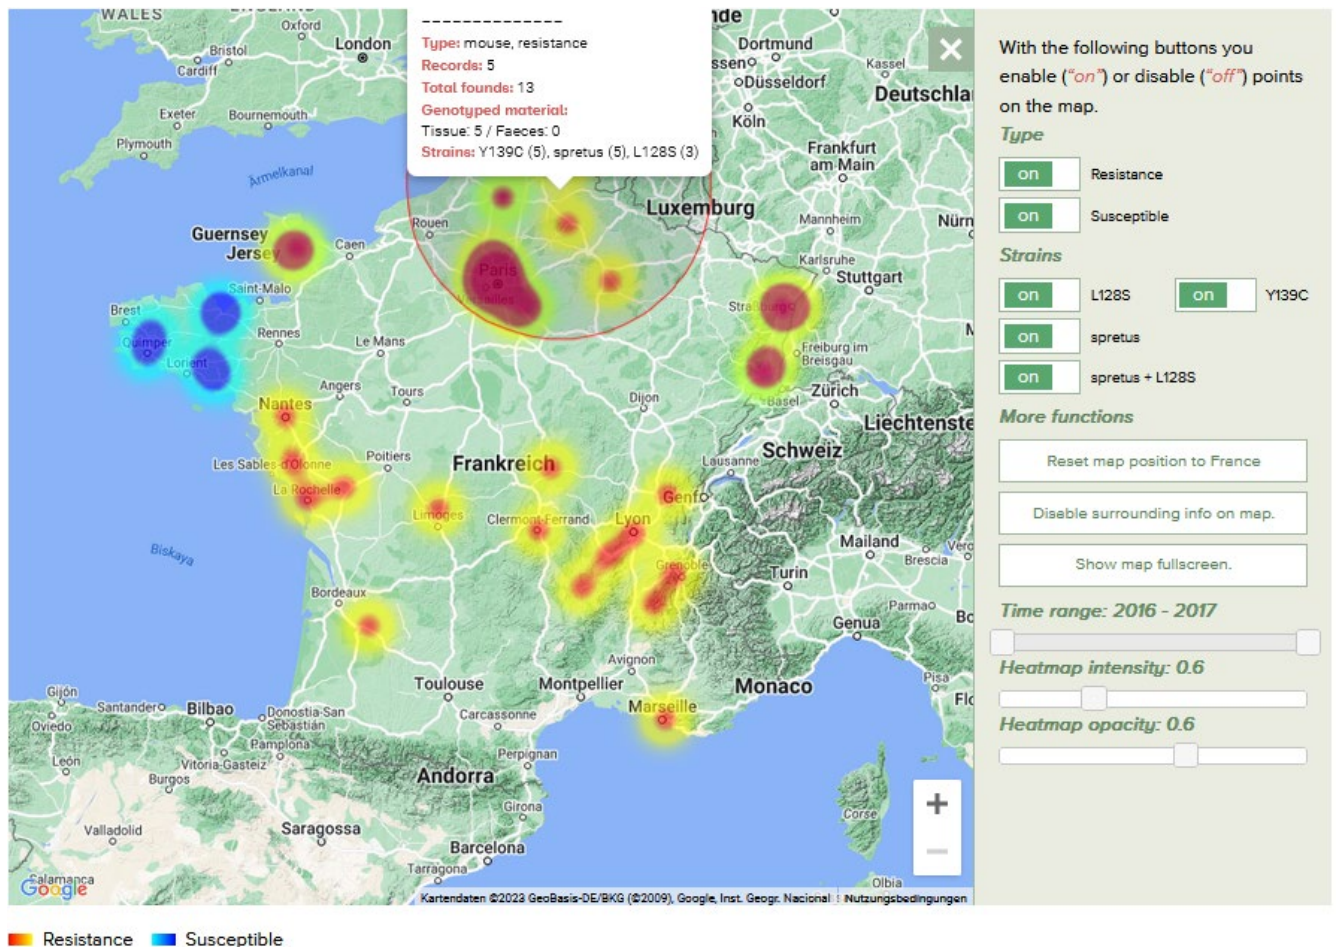 WALES
Oxford
London
Bristol
Cardiff
Exeter
Bournemouth
Plymouth
Ärmelkanal
--------------
Type: mouse, resistance
Records: 5
Total founds: 13
Genotyped material:
Tissue: 5 / Faeces: 0
Strains: Y139C (5), spretus (5), L128S (3)
Dortmund
Düsseldorf
Kassel
Köln
Frankfurt
am Main
Luxemburg
Mannheim
Karlsruhe
Stuttgart
Guernsey
Jersey
Caen
Rouen
Paris
Versailles
Saint-Malo
Brest
Quimper
Lorient
Rennes
Le Mans
Straßburg
Freiburg im
Breisgau
Angers
Tours
Dijon
Basel
Zürich
Liechtenste
Nantes
Les Sables-d'Olonne
Poitiers
Frankreich
Lausanne
Schweiz
La Rochelle
Limoges
Clermont-Ferrand
Genf
Lyon
Biskaya
Grenoble
Mailand
Brescia
Turin
Bordeaux
Parma
Genua
Avignon
Toulouse
Montpellier
Monaco
Pisa
Marseille
Gijón
Oviedo
Santander
Bilbao
Donostia-San
Sebastián
Carcassonne
Pamplona
Perpignan
León
Vitoria-Gasteiz
Andorra
Burgos
Girona
Corse
Valladolid
Saragossa
Barcelona
Tarragona
Salamanca
Olbia
Google
+
Kartendaten ©2023 GeoBasis-DE/BKG (©2009), Google, Inst. Geogr. Nacional
Nutzungsbedingungen
With the following buttons you
enable ("on") or disable ("off") points
on the map.
Type
on Resistance
on Susceptible
Strains
on L128S on Y139C
on spretus
on spretus + L128S
More functions
Reset map position to France
Disable surrounding info on map.
Show map fullscreen.
Time range: 2016 - 2017
Heatmap intensity: 0.6
Heatmap opacity: 0.6
Resistance Susceptible